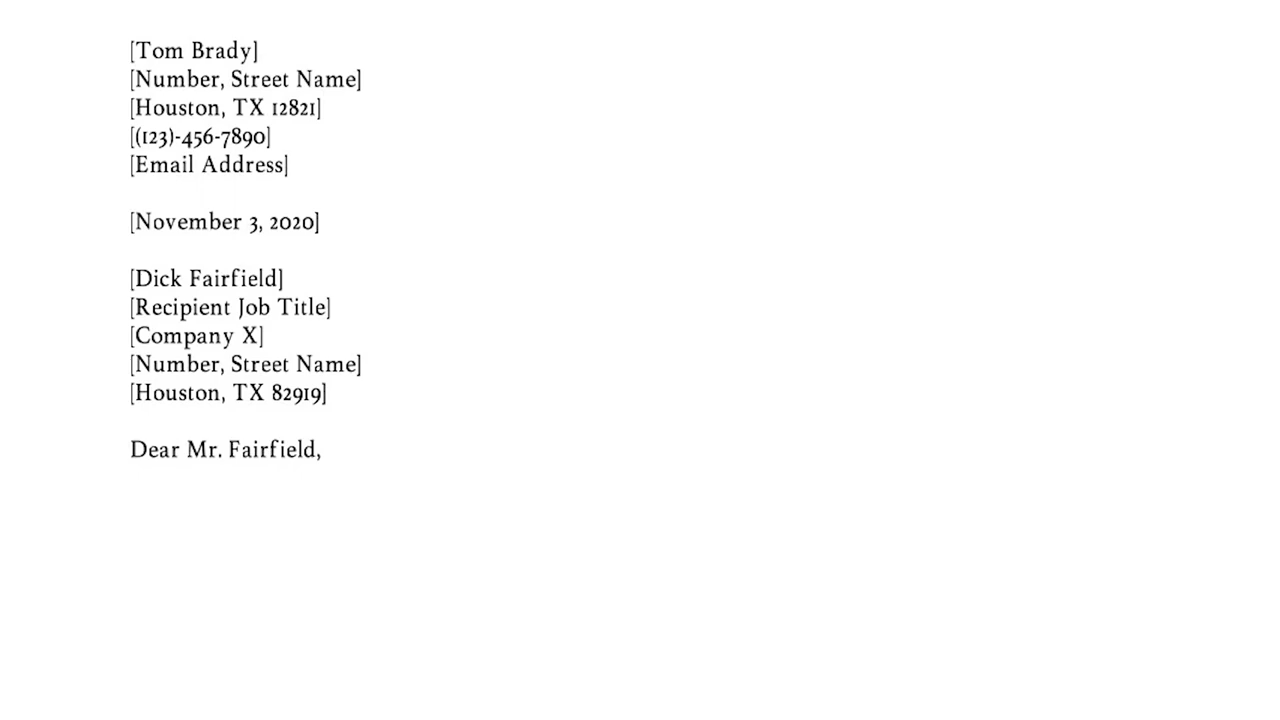 [Tom Brady]
[Number, Street Name]
[Houston, TX 12821]
[(123)-456-7890]
[Email Address]
[November 3, 2020]
[Dick Fairfield]
[Recipient Job Title]
[Company X]
[Number, Street Name]
[Houston, TX 82919]
Dear Mr. Fairfield,